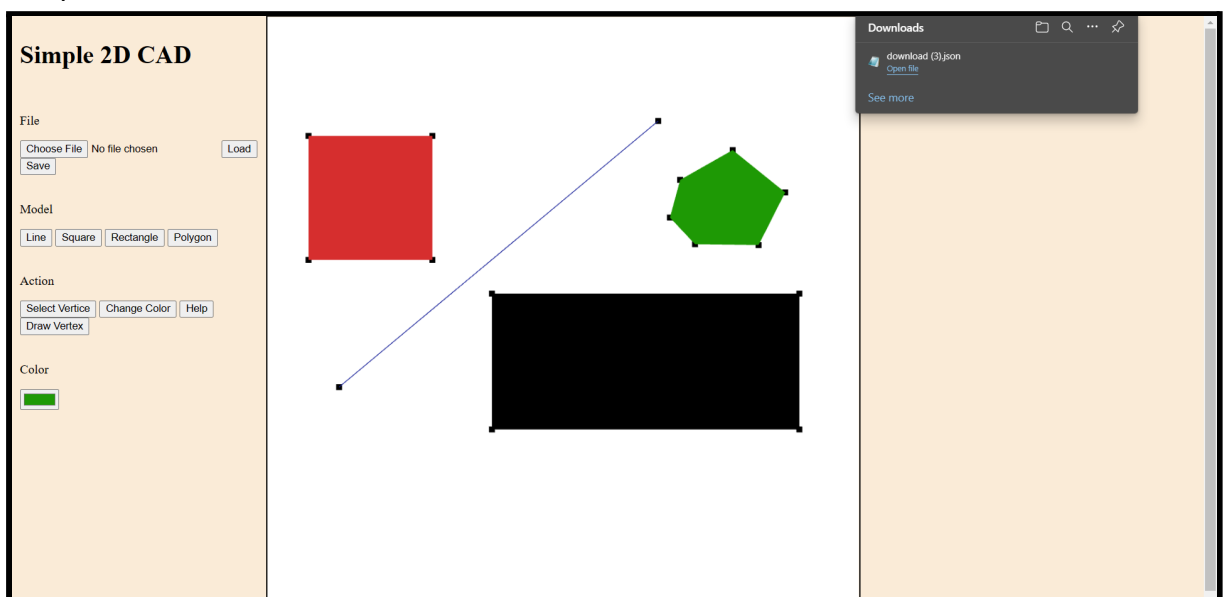 Simple 2D CAD
File
Choose File No file chosen Load
Save
Model
Line Square Rectangle Polygon
Action
Select Vertice Change Color Help
Draw Vertex
Color
Downloads
download (3).json
Open file
See more